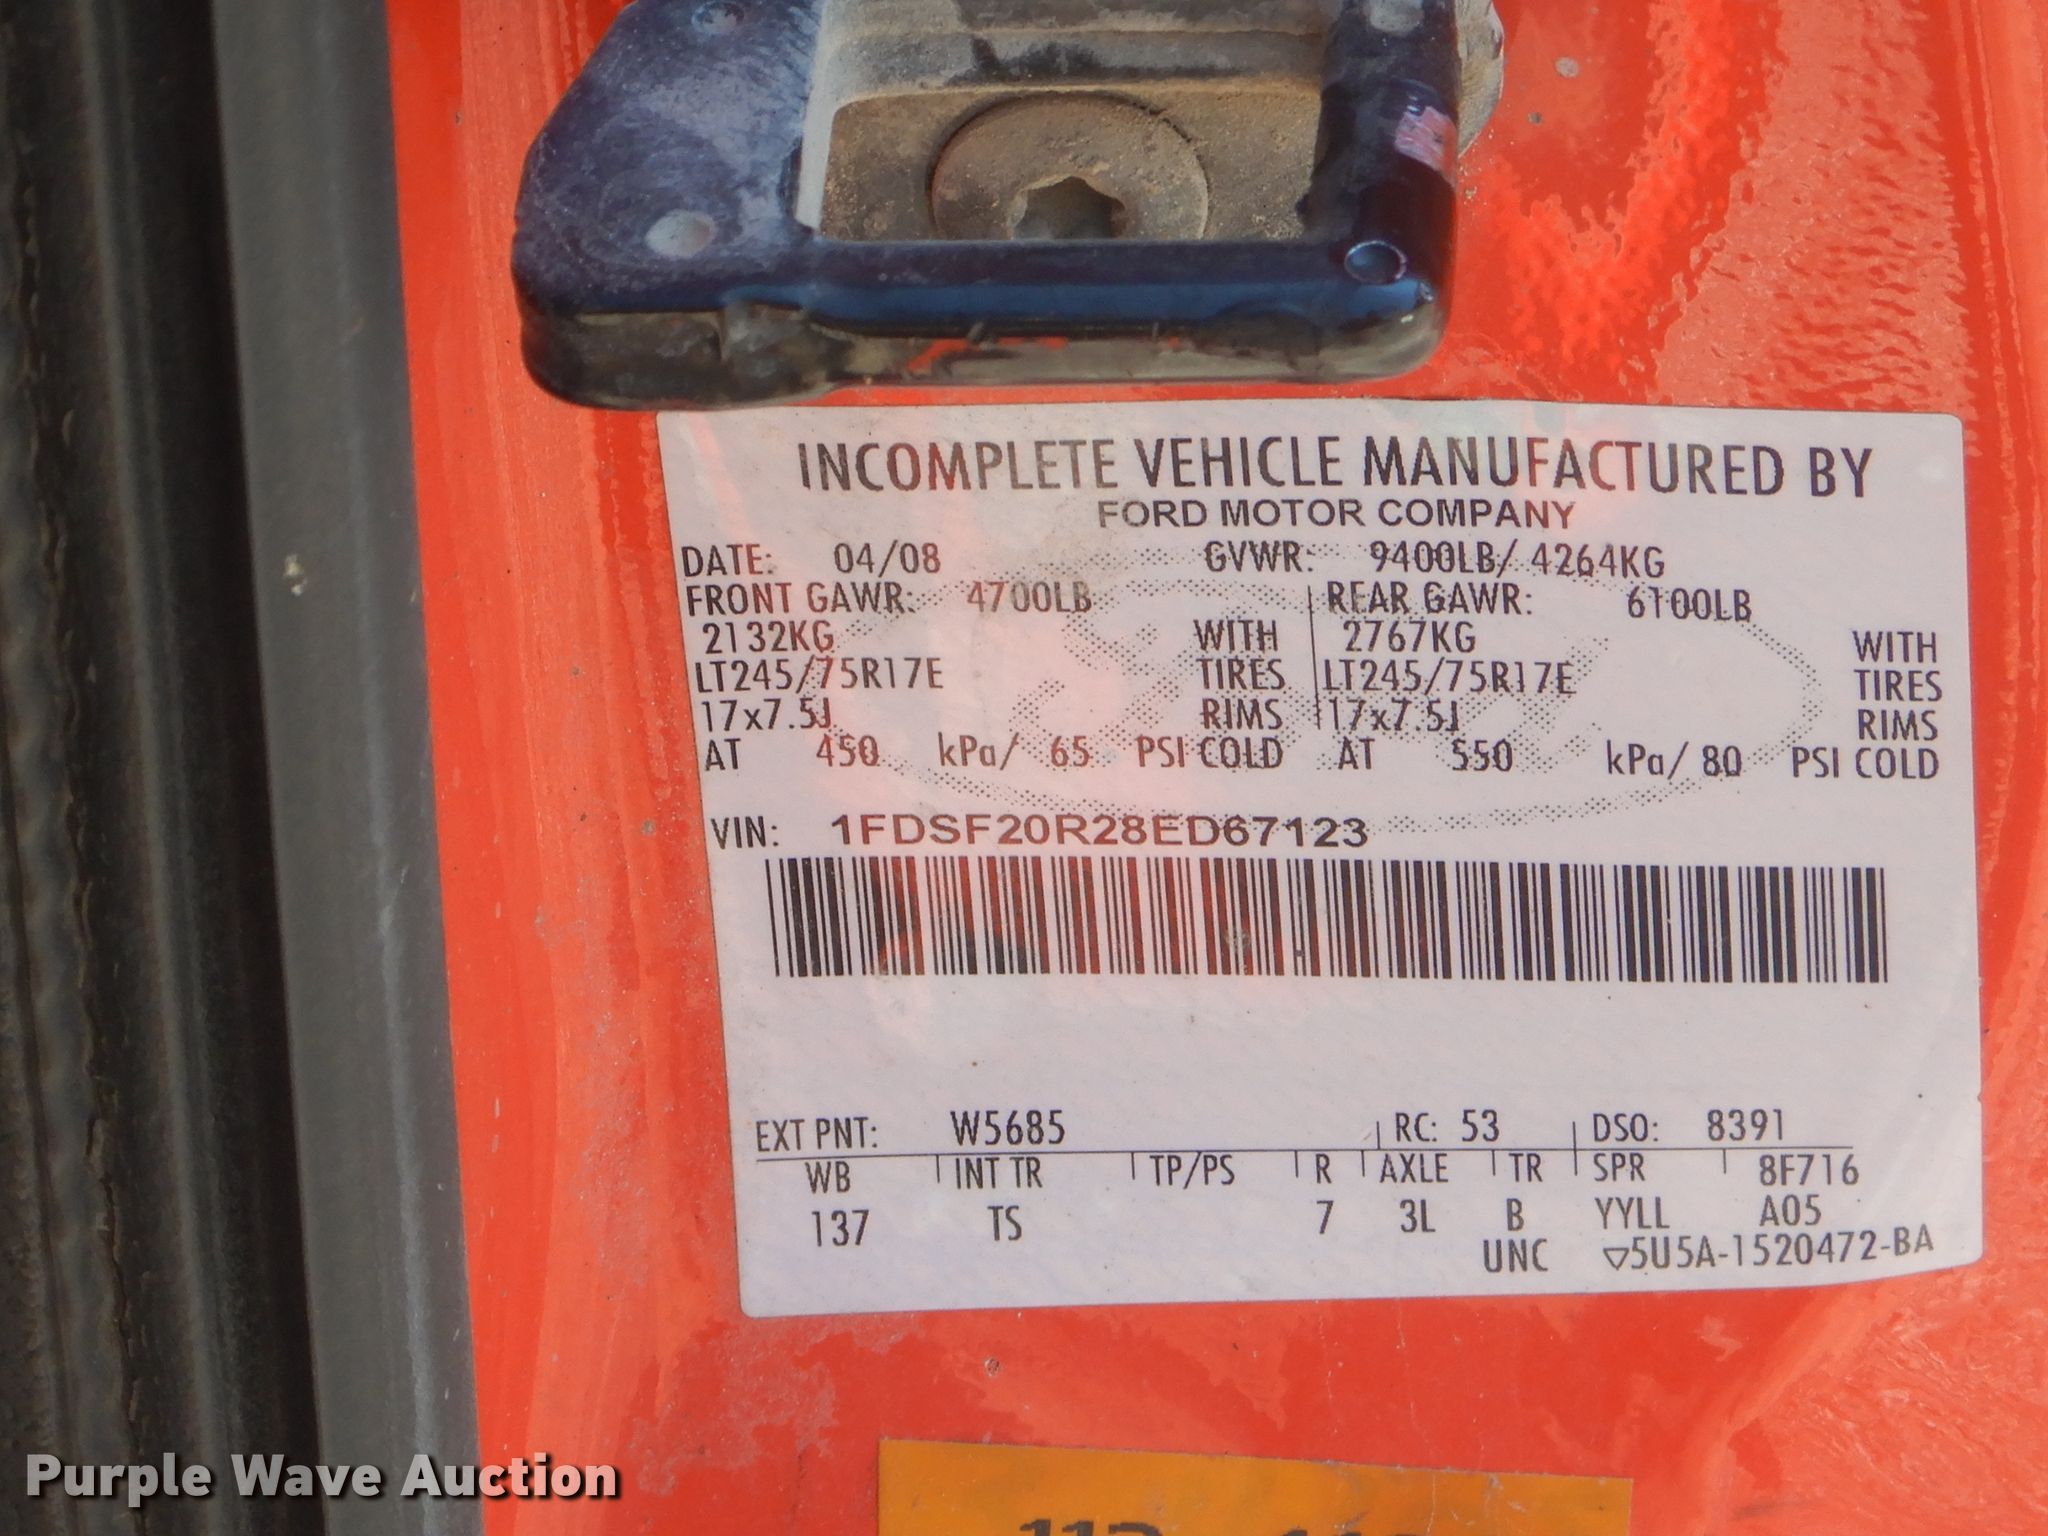 INCOMPLETE VEHICLE MANUFACTURED BY
FORD MOTOR COMPANY
DATE: 04/08 GVWR: 9400LB/ 4264KG
FRONT GAWR: 4700LB REAR GAWR: 6100LB
2132KG WITH 2767KG WITH
LT245/75R17E TIRES LT245/75R17E TIRES
17x7.5J RIMS 17x7.5J RIMS
AT 450 kPa/ 65 PSI COLD AT 550 kPa/ 80 PSI COLD
VIN: 1FDSF20R28ED67123
EXT PNT: W5685 RC: 53 DSO: 8391
WB INT TR TP/PS R AXLE TR SPR 8F716
137 TS 7 3L B YYLL A05
UNC ▽5U5A-1520472-BA
Purple Wave Auction